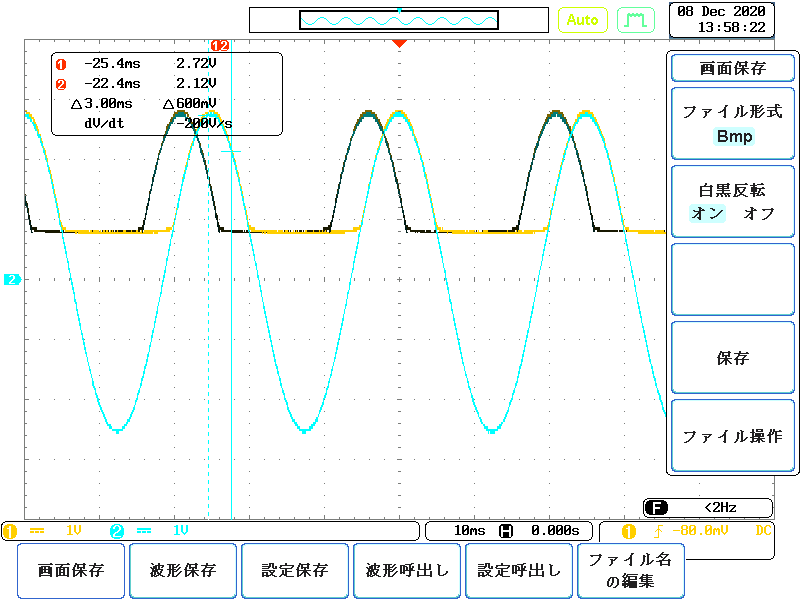 Auto
08 Dec 2020
13:58:22
1 2
1 -25.4ms 2.72V
2 -22.4ms 2.12V
△3.00ms △600mV
dV/dt -200V/s
2
画面保存
ファイル形式
Bmp
白黒反転
オン オフ
保存
ファイル操作
F <2Hz
1 1V 2 1V
10ms H 0.000s
1 -80.0mV DC
画面保存
波形保存
設定保存
波形呼出し
設定呼出し
ファイル名
の編集